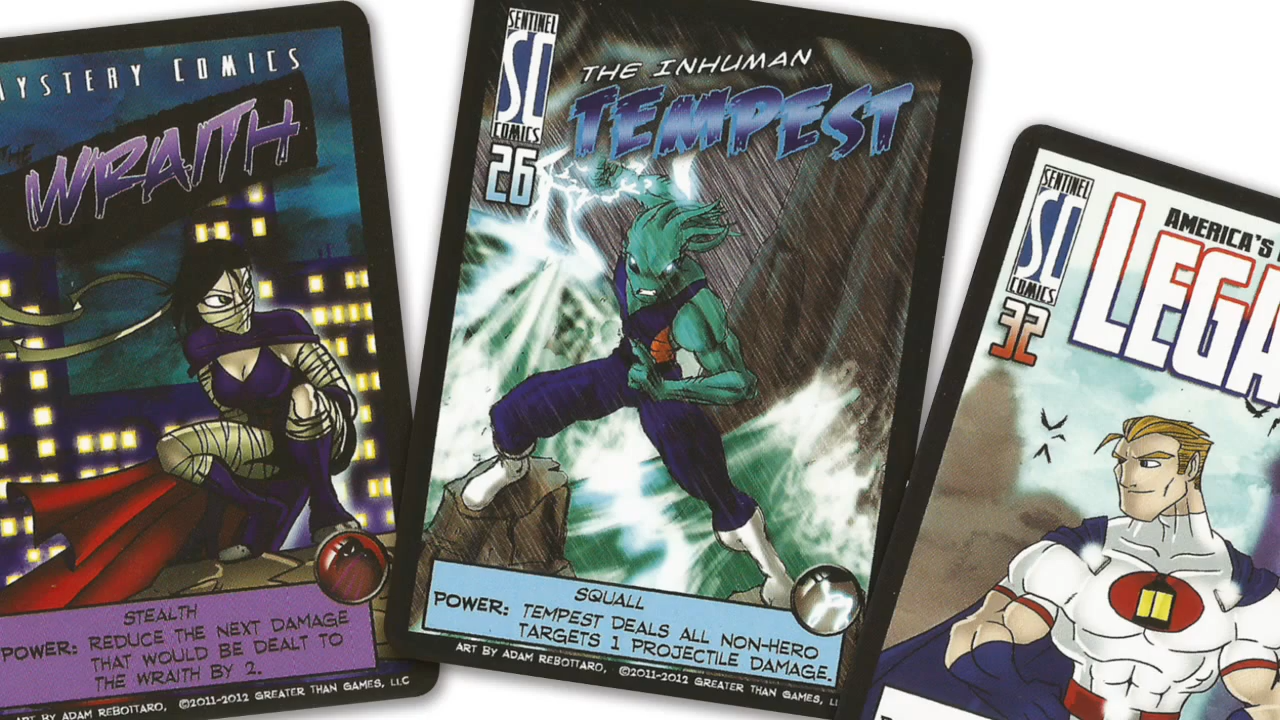 MYSTERY COMICS
THE
WRAITH
STEALTH
POWER: REDUCE THE NEXT DAMAGE
THAT WOULD BE DEALT TO
THE WRAITH BY 2.
ART BY ADAM REBOTTARO, ©2011-2012 GREATER THAN GAMES, LLC
SENTINEL
SC
COMICS
26
THE INHUMAN
TEMPEST
SQUALL
POWER: TEMPEST DEALS ALL NON-HERO
TARGETS 1 PROJECTILE DAMAGE.
ART BY ADAM REBOTTARO, ©2011-2012 GREATER THAN GAMES,
SENTINEL
SC
COMICS
32
AMERICA'S
LEGA